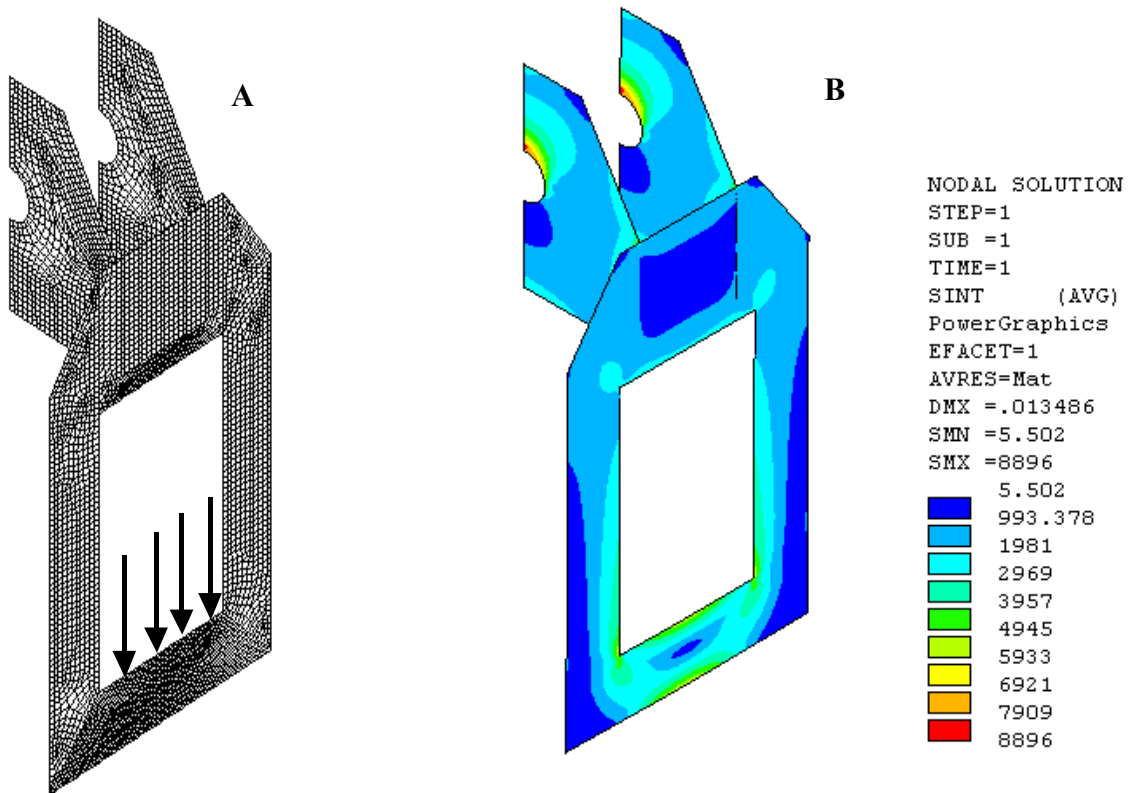 A
B
NODAL SOLUTION
STEP=1
SUB =1
TIME=1
SINT (AVG)
PowerGraphics
EFACET=1
AVRES=Mat
DMX =.013486
SMN =5.502
SMX =8896
5.502
993.378
1981
2969
3957
4945
5933
6921
7909
8896